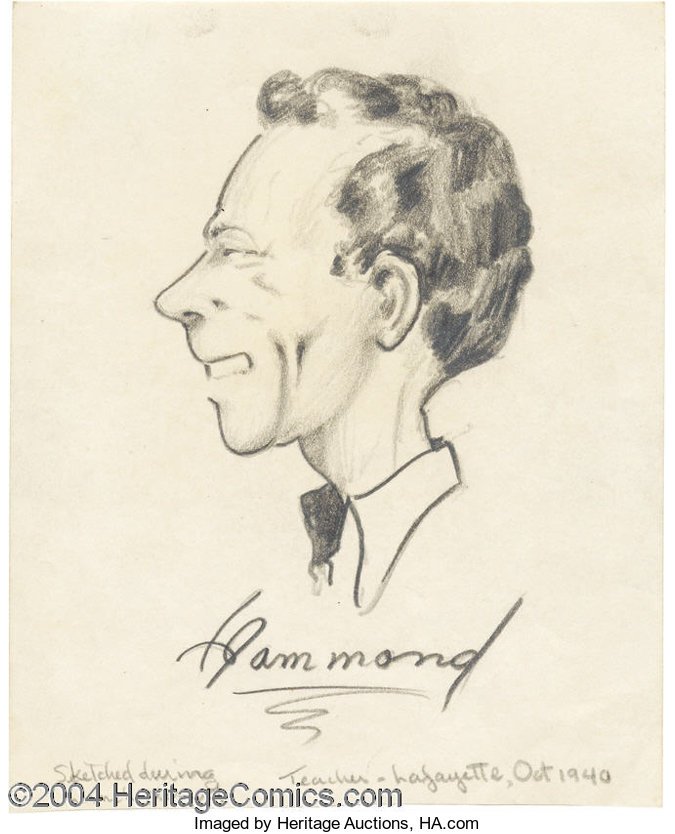 Hammond
Sketched during
Teacher - Lafayette, Oct 1940
©2004 HeritageComics.com
Imaged by Heritage Auctions, HA.com